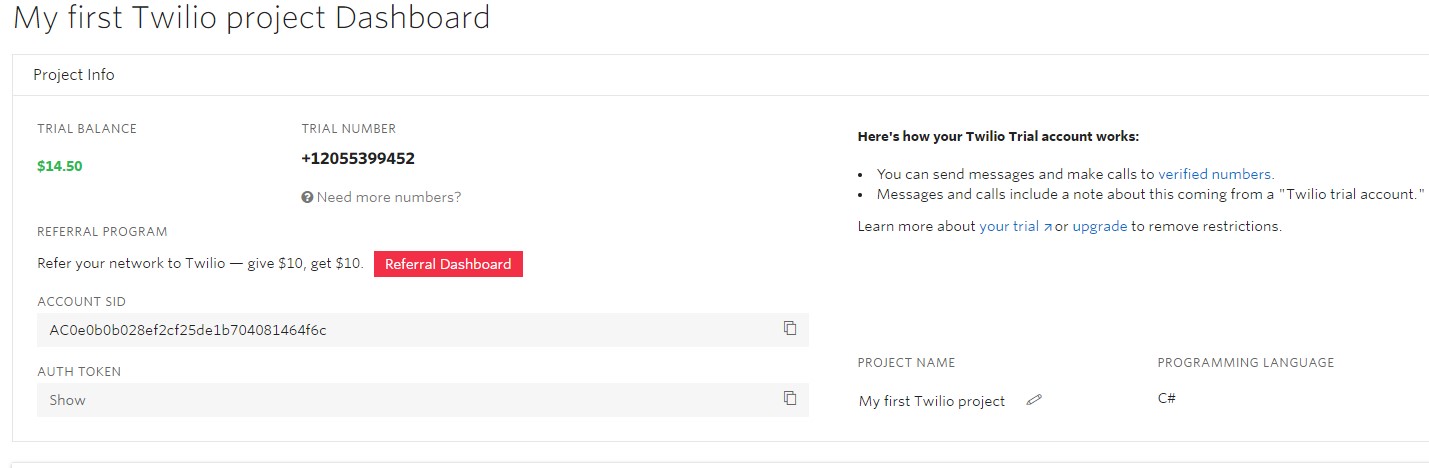 My first Twilio project Dashboard
Project Info
TRIAL BALANCE
$14.50
TRIAL NUMBER
+12055399452
Need more numbers?
REFERRAL PROGRAM
Refer your network to Twilio — give $10, get $10. Referral Dashboard
ACCOUNT SID
AC0e0b0b028ef2cf25de1b704081464f6c
AUTH TOKEN
Show
Here's how your Twilio Trial account works:
• You can send messages and make calls to verified numbers.
• Messages and calls include a note about this coming from a "Twilio trial account."
Learn more about your trial ↗ or upgrade to remove restrictions.
PROJECT NAME
My first Twilio project
PROGRAMMING LANGUAGE
C#